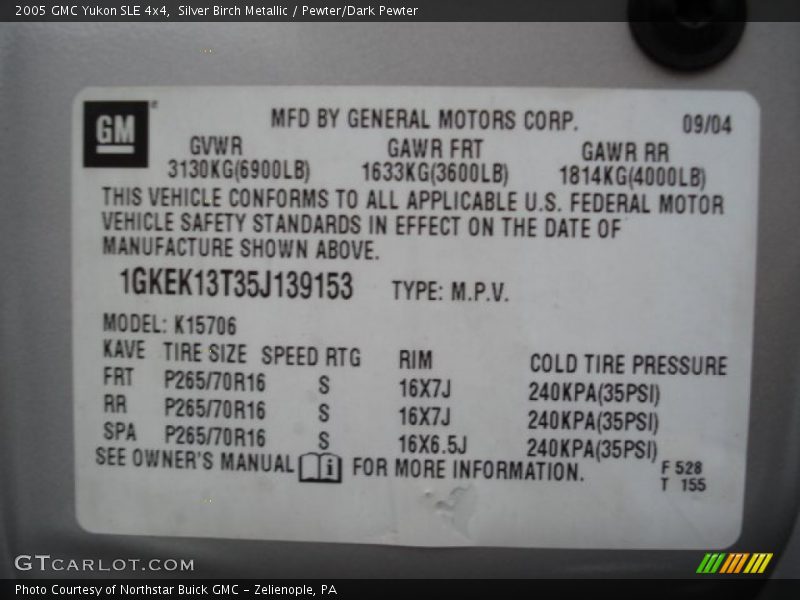 2005 GMC Yukon SLE 4x4,  Silver Birch Metallic / Pewter/Dark Pewter
GM
MFD BY GENERAL MOTORS CORP. 09/04
GVWR GAWR FRT GAWR RR
3130KG(6900LB) 1633KG(3600LB) 1814KG(4000LB)
THIS VEHICLE CONFORMS TO ALL APPLICABLE U.S. FEDERAL MOTOR
VEHICLE SAFETY STANDARDS IN EFFECT ON THE DATE OF
MANUFACTURE SHOWN ABOVE.
1GKEK13T35J139153 TYPE: M.P.V.
MODEL: K15706
KAVE TIRE SIZE SPEED RTG RIM COLD TIRE PRESSURE
FRT P265/70R16 S 16X7J 240KPA(35PSI)
RR P265/70R16 S 16X7J 240KPA(35PSI)
SPA P265/70R16 S 16X6.5J 240KPA(35PSI)
SEE OWNER'S MANUAL i FOR MORE INFORMATION.
F 528
T 155
GTCARLOT.COM
Photo Courtesy of Northstar Buick GMC - Zelienople, PA